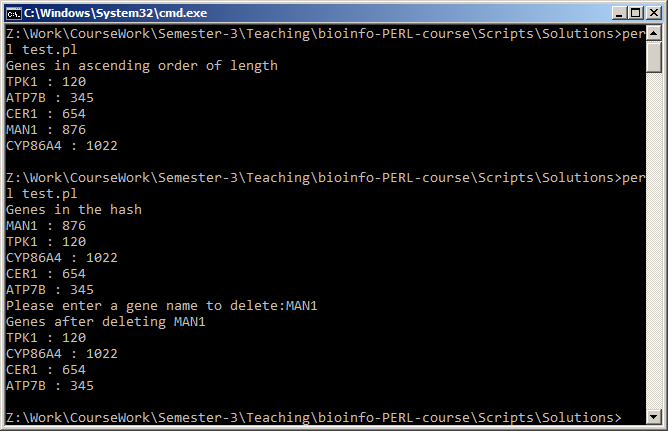 C:\Windows\System32\cmd.exe
Z:\Work\CourseWork\Semester-3\Teaching\bioinfo-PERL-course\Scripts\Solutions>per
l test.pl
Genes in ascending order of length
TPK1 : 120
ATP7B : 345
CER1 : 654
MAN1 : 876
CYP86A4 : 1022
Z:\Work\CourseWork\Semester-3\Teaching\bioinfo-PERL-course\Scripts\Solutions>per
l test.pl
Genes in the hash
MAN1 : 876
TPK1 : 120
CYP86A4 : 1022
CER1 : 654
ATP7B : 345
Please enter a gene name to delete:MAN1
Genes after deleting MAN1
TPK1 : 120
CYP86A4 : 1022
CER1 : 654
ATP7B : 345
Z:\Work\CourseWork\Semester-3\Teaching\bioinfo-PERL-course\Scripts\Solutions>